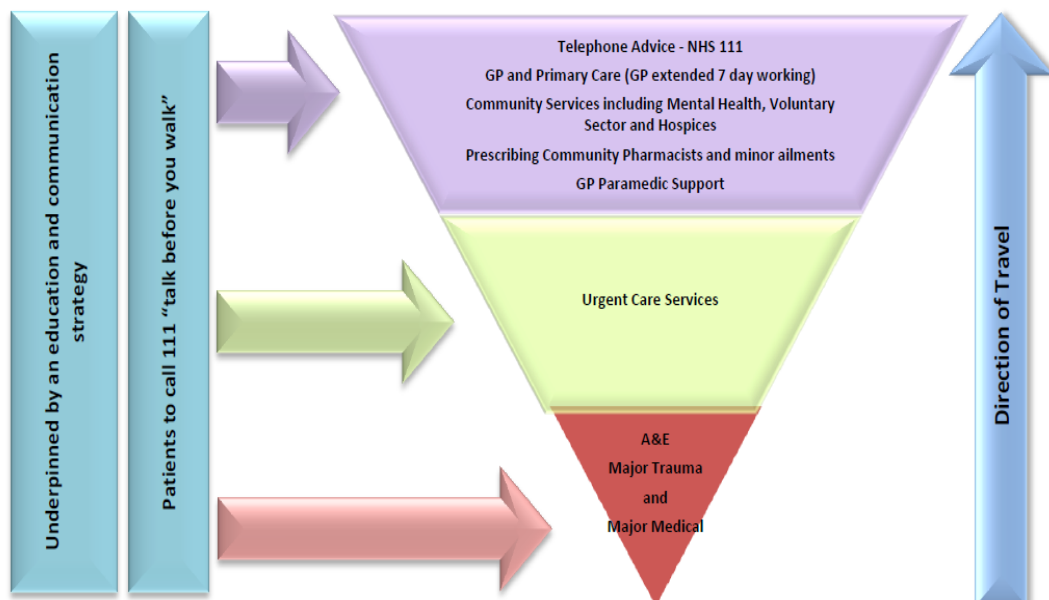 Underpinned by an education and communication
strategy
Patients to call 111 “talk before you walk”
Telephone Advice - NHS 111
GP and Primary Care (GP extended 7 day working)
Community Services including Mental Health, Voluntary
Sector and Hospices
Prescribing Community Pharmacists and minor ailments
GP Paramedic Support
Urgent Care Services
A&E
Major Trauma
and
Major Medical
Direction of Travel